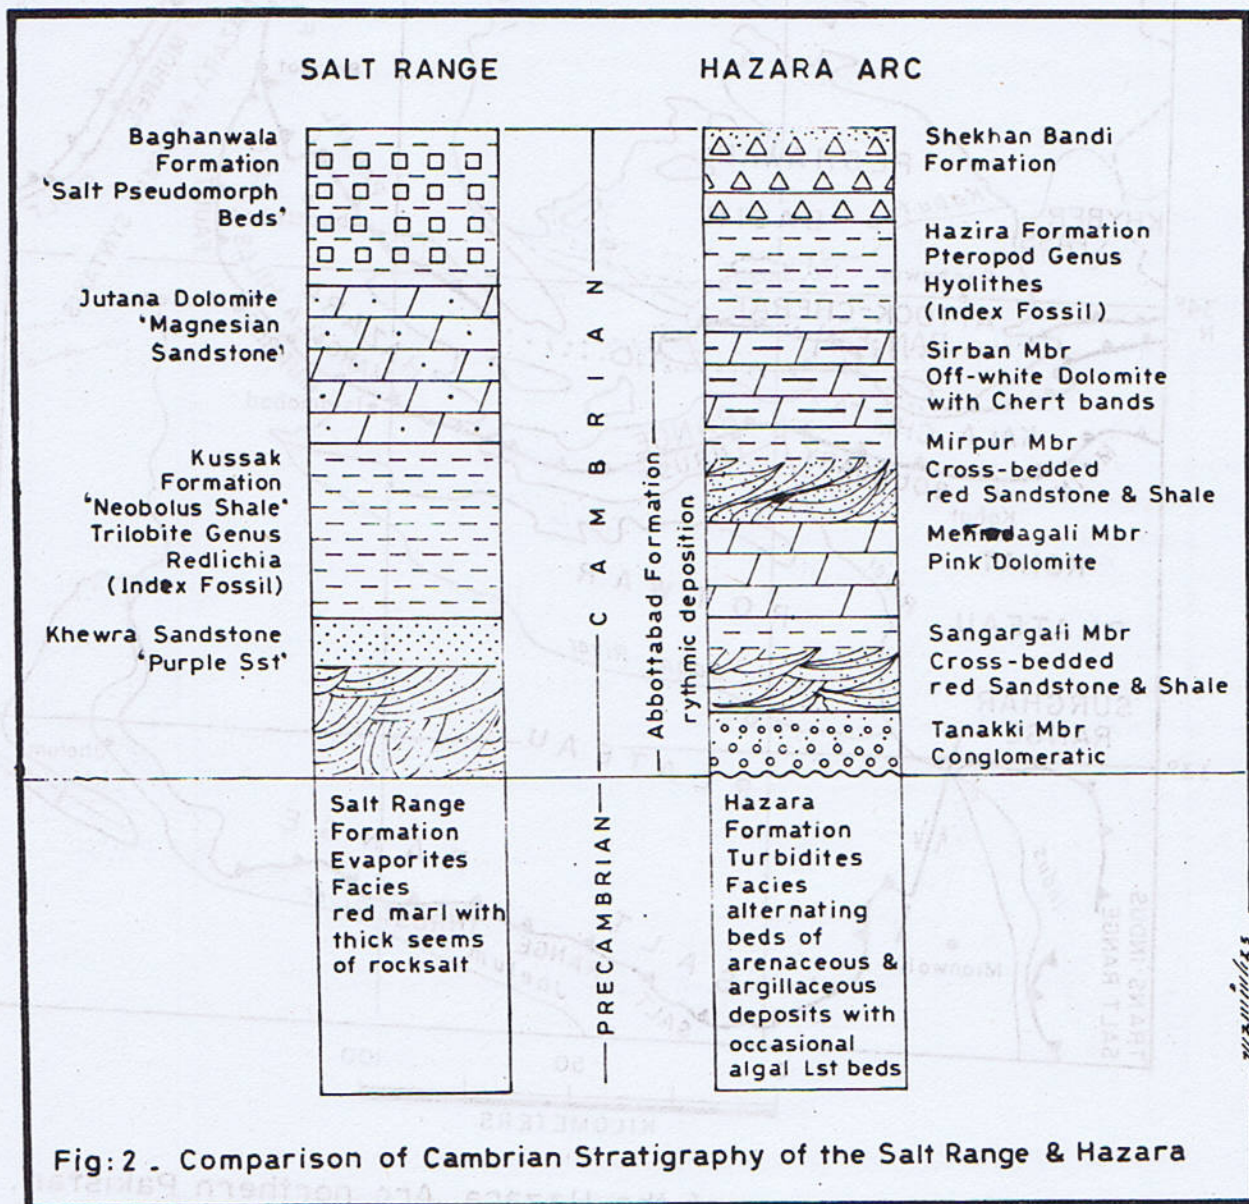 SALT RANGE
HAZARA ARC
Baghanwala
Formation
'Salt Pseudomorph
Beds'
Jutana Dolomite
'Magnesian
Sandstone'
Kussak
Formation
'Neobolus Shale'
Trilobite Genus
Redlichia
(Index Fossil)
Khewra Sandstone
'Purple Sst'
Salt Range
Formation
Evaporites
Facies
red marl with
thick seems
of rocksalt
CAMBRIAN
PRECAMBRIAN
Abbottabad Formation
rythmic deposition
Shekhan Bandi
Formation
Hazira Formation
Pteropod Genus
Hyolithes
(Index Fossil)
Sirban Mbr
Off-white Dolomite
with Chert bands
Mirpur Mbr
Cross-bedded
red Sandstone & Shale
Mbr
Pink Dolomite
Sangargali Mbr
Cross-bedded
red Sandstone & Shale
Tanakki Mbr
Conglomeratic
Hazara
Formation
Turbidites
Facies
alternating
beds of
arenaceous &
argillaceous
deposits with
occasional
algal Lst beds
Fig: 2 - Comparison of Cambrian Stratigraphy of the Salt Range & Hazara